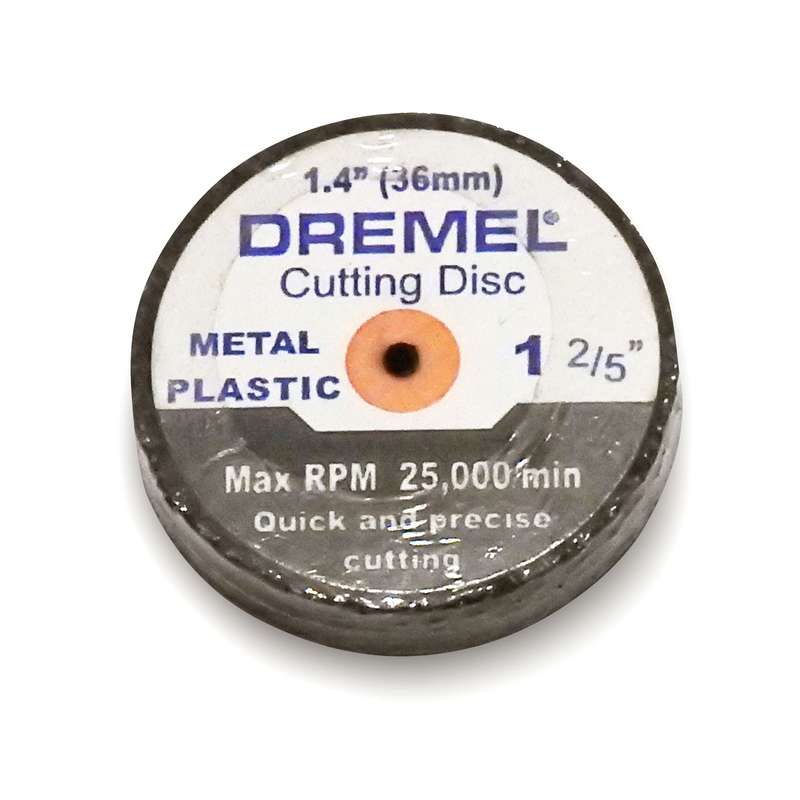 1.4" (36mm)
DREMEL®
Cutting Disc
METAL
PLASTIC
1 2/5"
Max RPM 25,000/min
Quick and precise
cutting